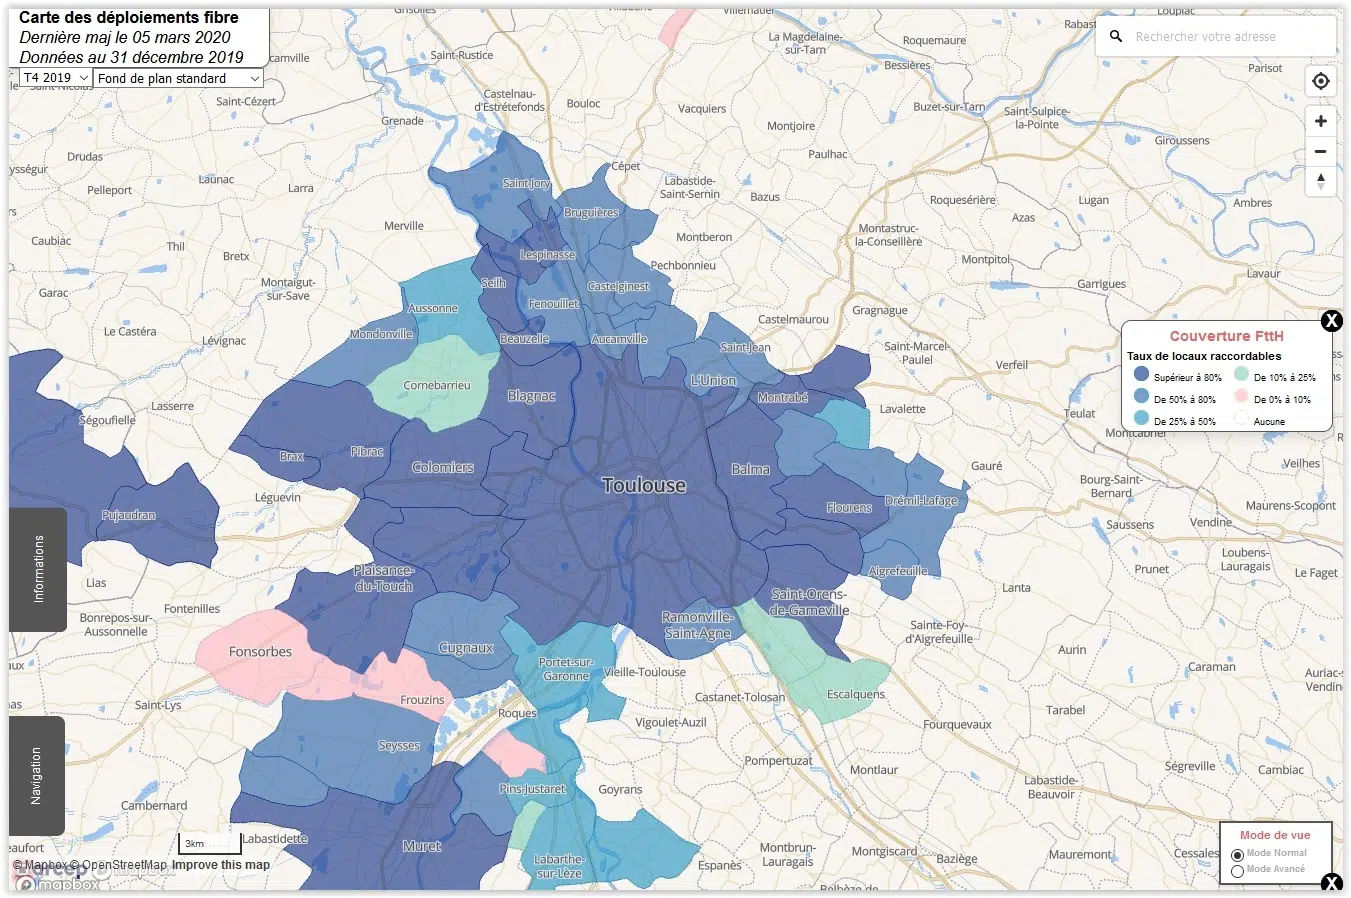 Carte des déploiements fibre
Dernière maj le 05 mars 2020
Données au 31 décembre 2019
T4 2019
Fond de plan standard
Rechercher votre adresse
Grisolles
Villemur
Loupiac
Rabast
La Magdelaine-
sur-Tarn
Roquemaure
Saint-Rustice
Bessières
Parisot
Castelnau-
d'Estrétefonds
Bouloc
Saint-Cézert
Vacquiers
Buzet-sur-Tarn
Saint-Sulpice-
la-Pointe
Grenade
Montjoire
Giroussens
Drudas
Paulhac
Cépet
Launac
Saint-Jory
Labastide-
Saint-Sernin
Pelleport
Larra
Bazus
Roquesérière
Lugan
Ambres
Bruguières
Azas
Merville
Montastruc-
la-Conseillère
Caubiac
Thil
Montberon
Bretx
Lespinasse
Montpitol
Pechbonnieu
Lavaur
Montaigut-
sur-Save
Seilh
Castelginest
Garrigues
Garac
Aussonne
Fenouillet
Gragnague
Castelmaurou
Le Castéra
Mondonville
Lévignac
Beauzelle
Aucamville
Saint-Jean
Saint-Marcel-
Paulel
Verfeil
Cornebarrieu
L'Union
Blagnac
Montrabé
Lasserre
Lavalette
Teulat
Ségoufielle
Montcabrier
Couverture FttH
Taux de locaux raccordables
Supérieur à 80%
De 10% à 25%
De 50% à 80%
De 0% à 10%
De 25% à 50%
Aucune
Brax
Pibrac
Colomiers
Balma
Gauré
Veilhes
Toulouse
Bourg-Saint-
Bernard
Léguevin
Flourens
Drémil-Lafage
Maurens-Scopont
Pujaudran
Saussens
Vendine
Loubens-
Lauragais
Plaisance-
du-Touch
Aigrefeuille
Prunet
Le Faget
Lias
Lanta
Informations
Fontenilles
Saint-Orens-
de-Gameville
Bonrepos-sur-
Aussonnelle
Ramonville-
Saint-Agne
Sainte-Foy-
d'Aigrefeuille
Fonsorbes
Cugnaux
Aurin
Portet-sur-
Garonne
Vieille-Toulouse
Caraman
Auriac-
Escalquens
Frouzins
Castanet-Tolosan
Saint-Lys
Roques
Tarabel
Vigoulet-Auzil
Fourquevaux
Seysses
Navigation
Pompertuzat
Montlaur
Ségreville
Cambiac
Labastide-
Beauvoir
Goyrans
Pins-Justaret
Cambernard
Labastidette
3km
Muret
Montbrun-
Lauragais
Montgiscard
Baziège
Mauremont
Cessales
Espanès
Labarthe-
sur-Lèze
Mode de vue
Mode Normal
Mode Avancé
© Mapbox © OpenStreetMap Improve this map
arcep
mapbox